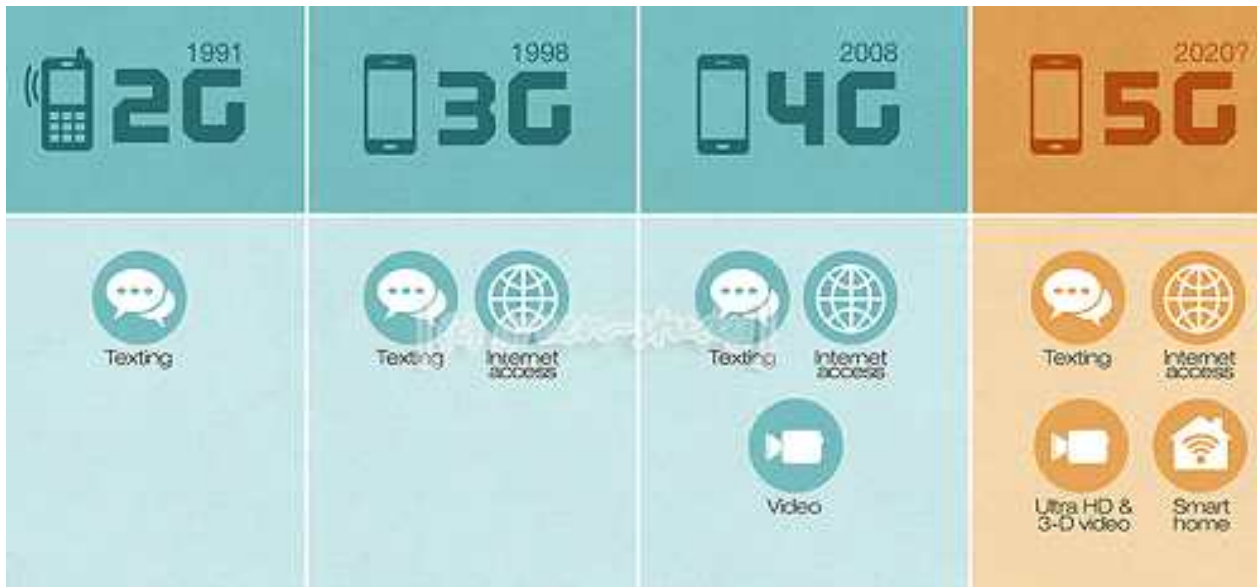 1991
2G
1998
3G
2008
4G
2020?
5G
Texting
Texting
Internet
access
Texting
Internet
access
Video
Texting
Internet
access
Ultra HD &
3-D video
Smart
home